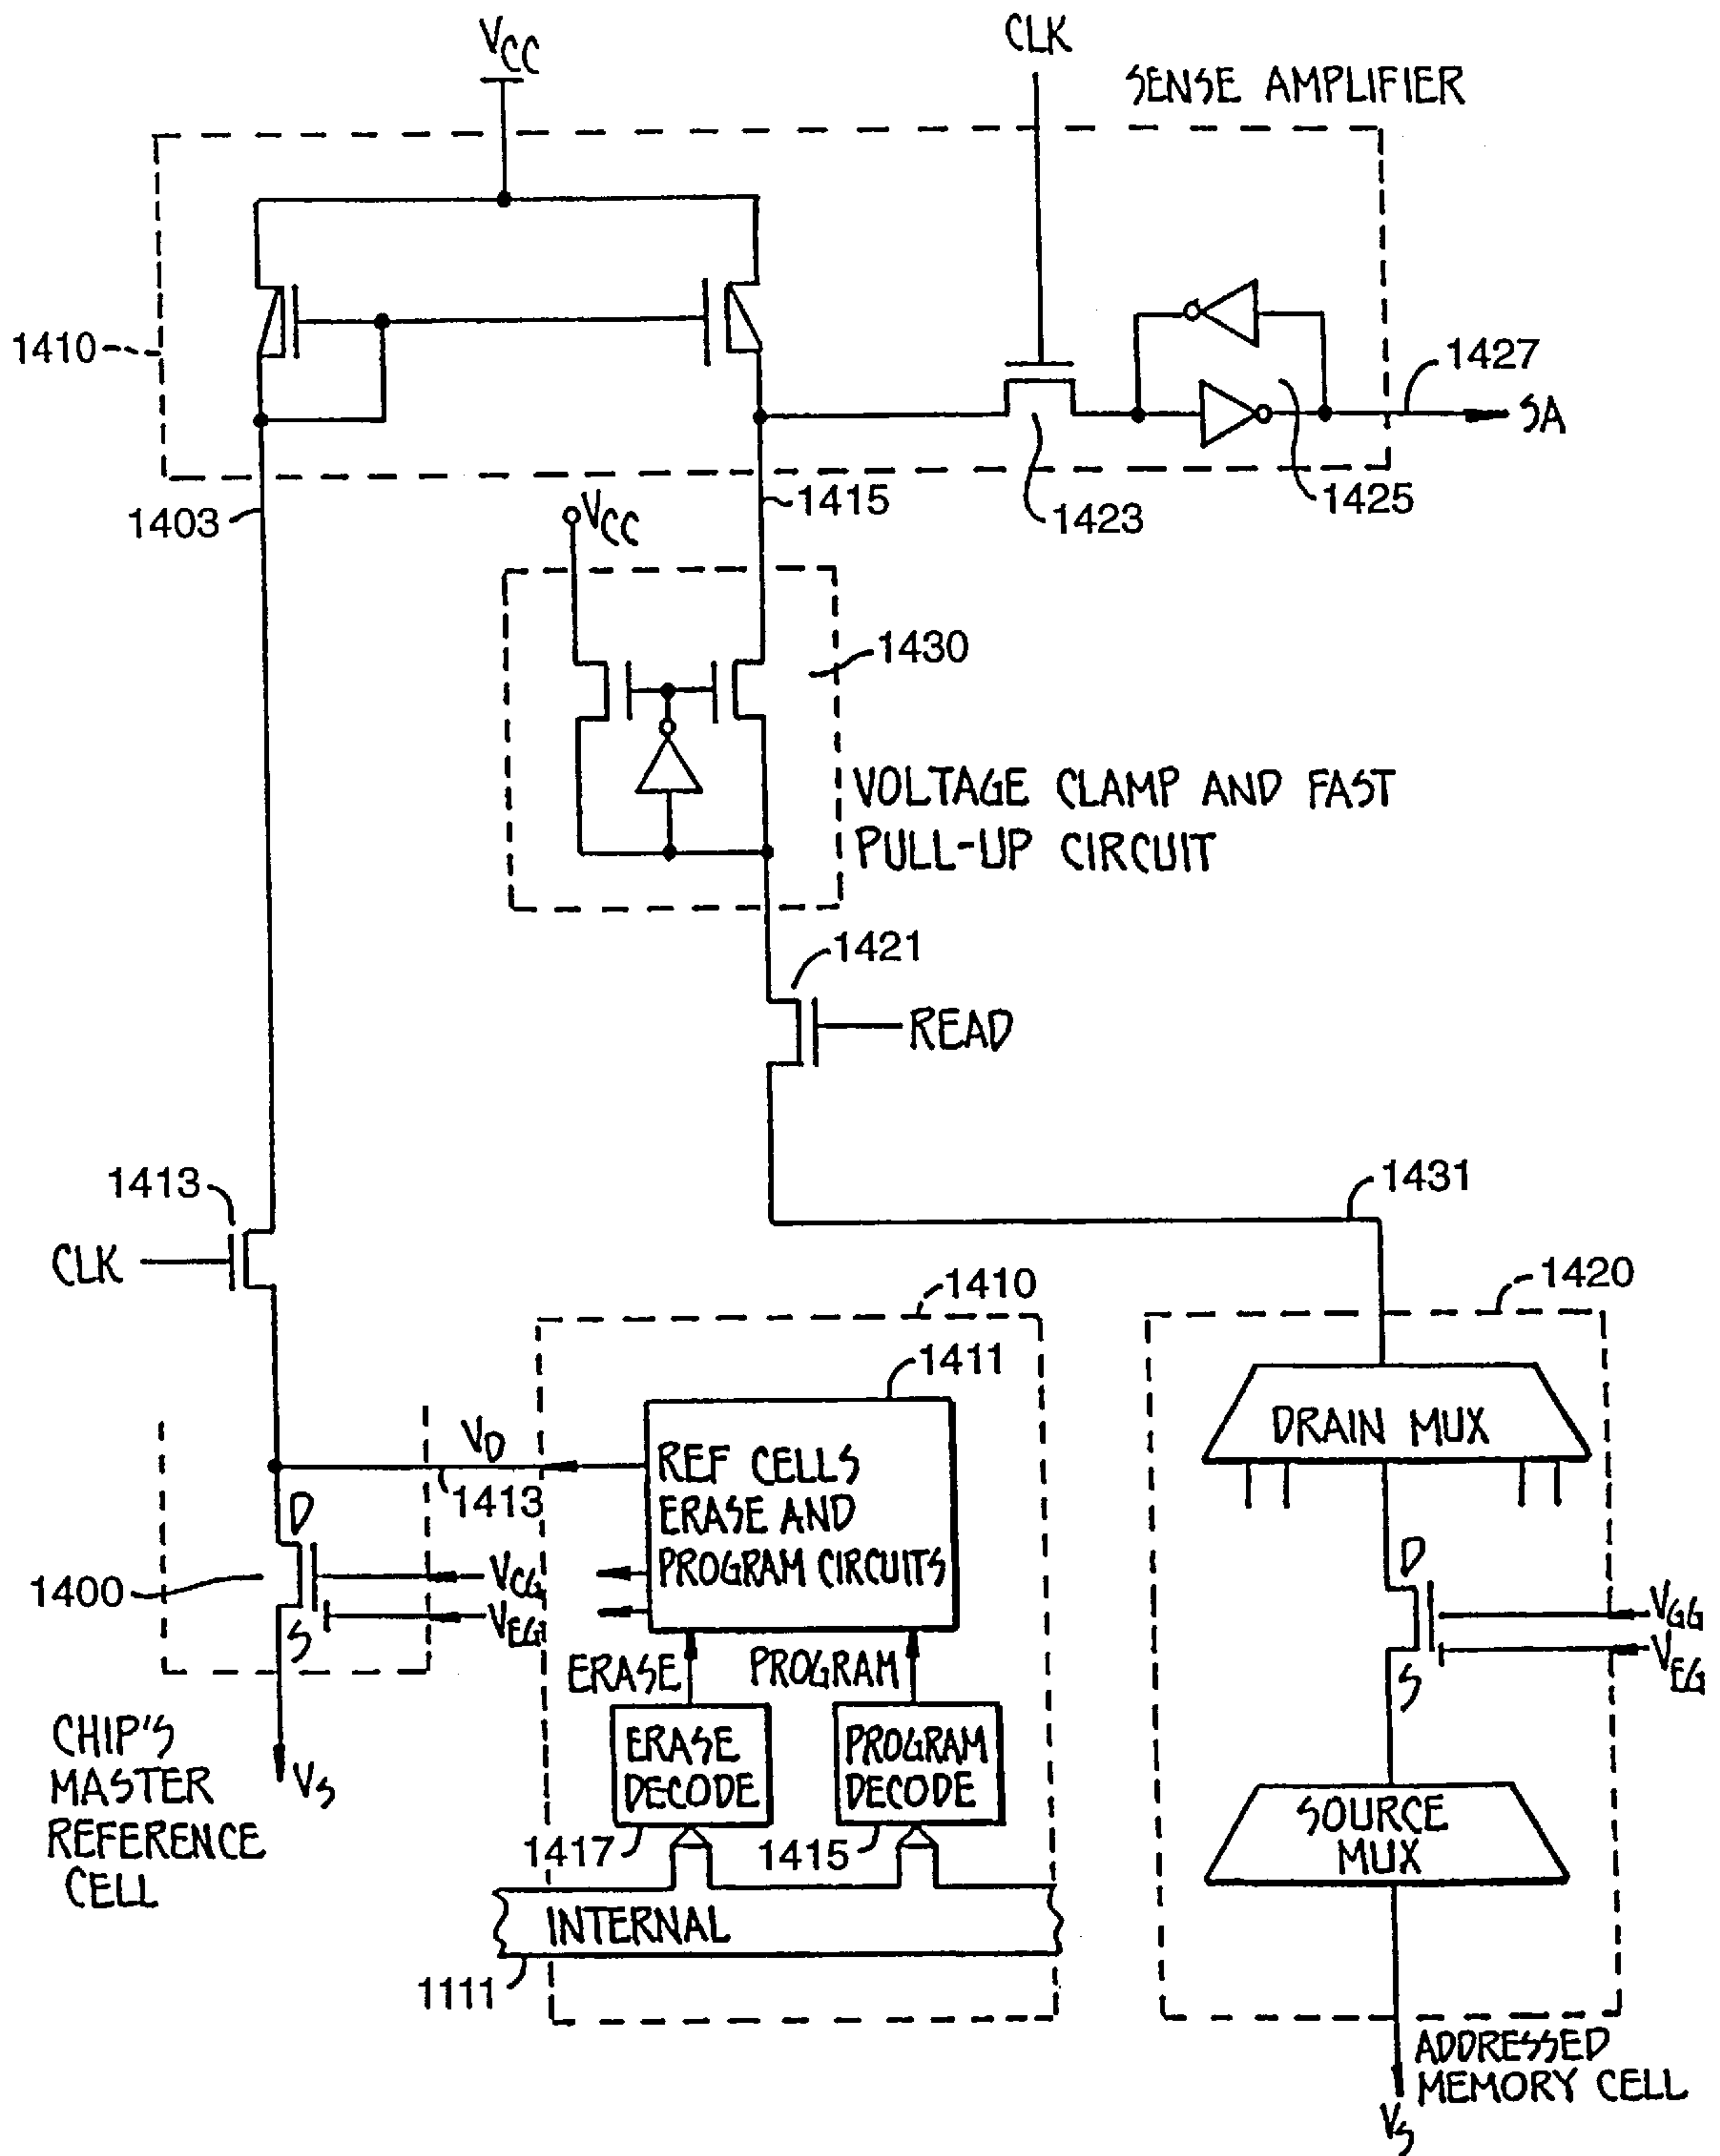 VCC
CLK
SENSE AMPLIFIER
1410
1427
SA
1403
VCC
1415
1423
1425
1430
VOLTAGE CLAMP AND FAST
PULL-UP CIRCUIT
1421
READ
1413
CLK
1431
1410
1420
1411
DRAIN MUX
VD
1413
REF CELLS
ERASE AND
PROGRAM CIRCUITS
D
1400
S
VCG
VEG
D
S
VGG
VEG
ERASE
PROGRAM
CHIP'S
MASTER
REFERENCE
CELL
VS
ERASE
DECODE
PROGRAM
DECODE
SOURCE
MUX
1417
1415
INTERNAL
1111
ADDRESSED
MEMORY CELL
VS